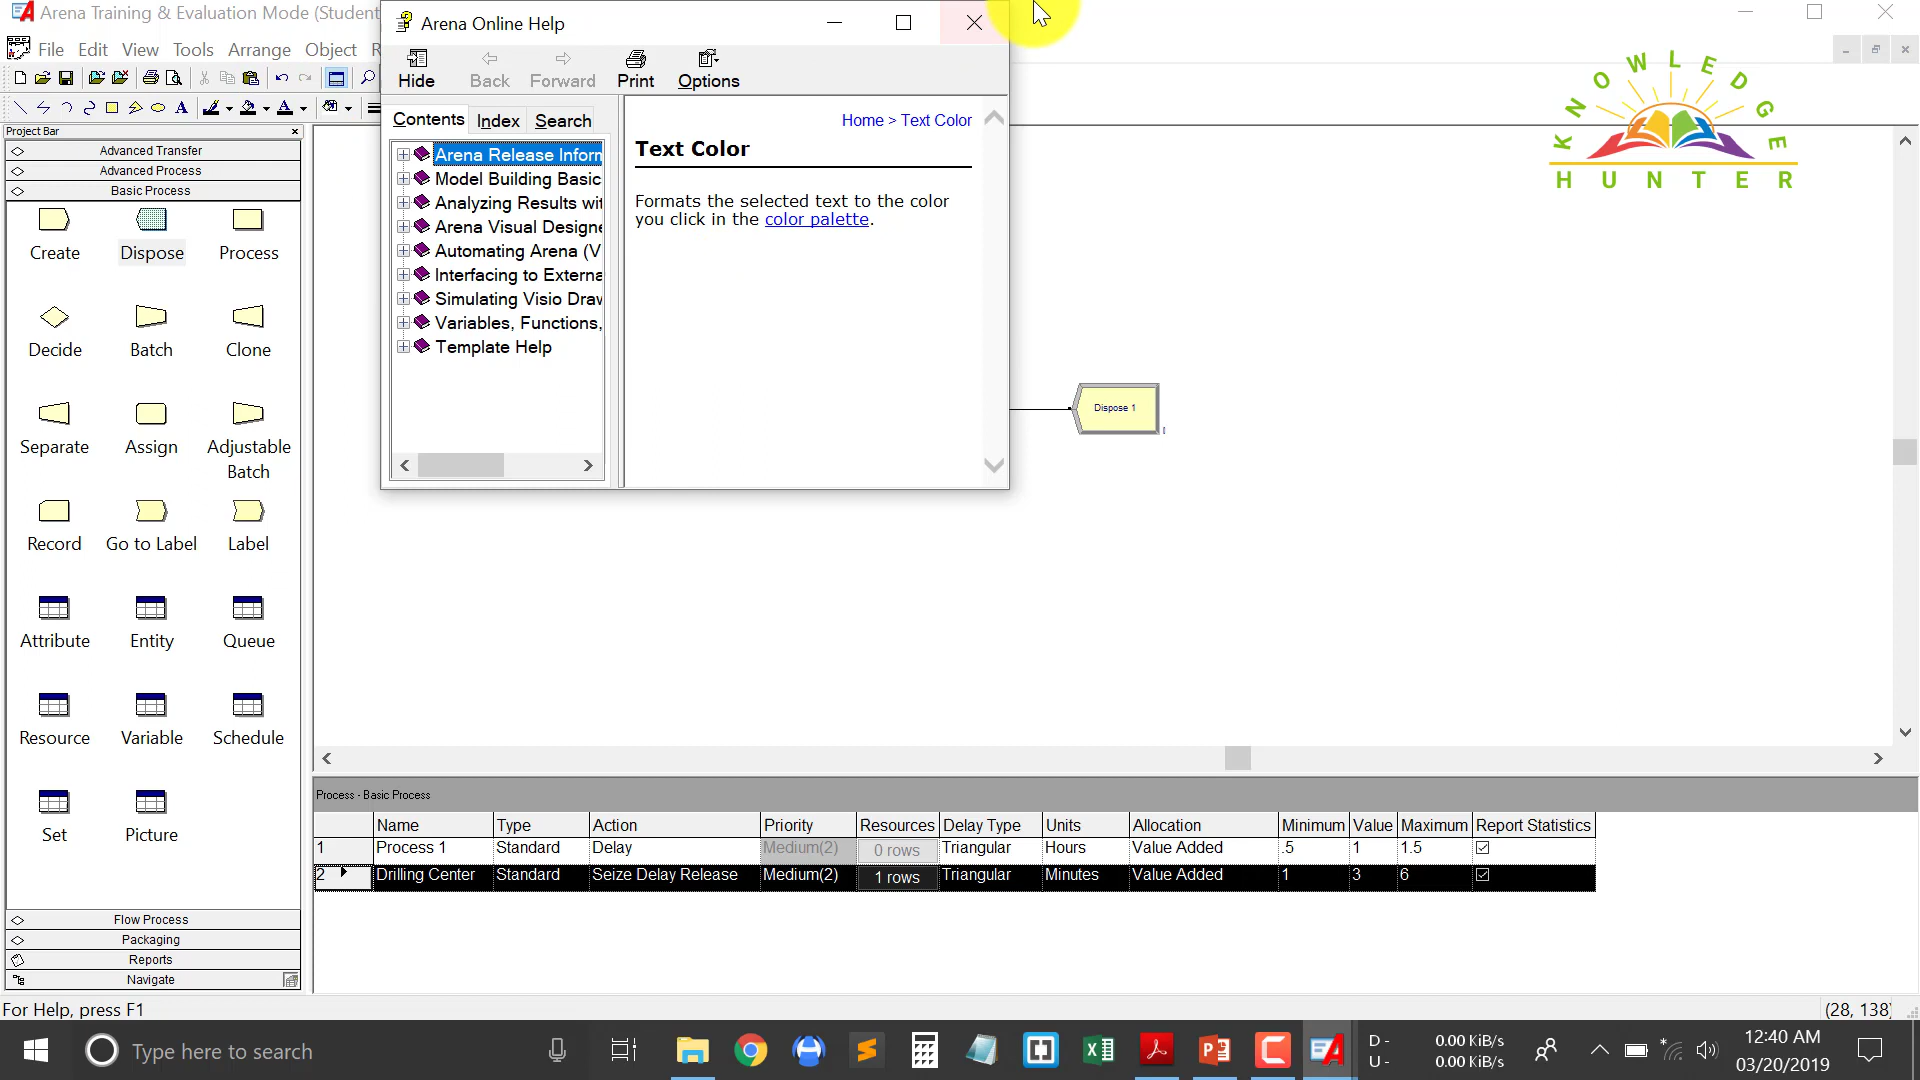 Arena Training & Evaluation Mode (Student
Arena Online Help
File Edit View Tools Arrange Object R
Hide Back Forward Print Options
KNOWLEDGE
HUNTER
Project Bar
Advanced Transfer
Advanced Process
Basic Process
Create Dispose Process
Decide Batch Clone
Separate Assign Adjustable
Batch
Record Go to Label Label
Attribute Entity Queue
Resource Variable Schedule
Set Picture
Flow Process
Packaging
Reports
Navigate
Contents Index Search
Arena Release Inform
Model Building Basic
Analyzing Results wit
Arena Visual Designe
Automating Arena (V
Interfacing to Externa
Simulating Visio Draw
Variables, Functions,
Template Help
Home > Text Color
Text Color
Formats the selected text to the color
you click in the color palette.
Dispose 1
Process - Basic Process
Name Type Action Priority Resources Delay Type Units Allocation Minimum Value Maximum Report Statistics
1 Process 1 Standard Delay Medium(2) 0 rows Triangular Hours Value Added .5 1 1.5
2 Drilling Center Standard Seize Delay Release Medium(2) 1 rows Triangular Minutes Value Added 1 3 6
For Help, press F1
(28, 138)
Type here to search
D - 0.00 KiB/s
U - 0.00 KiB/s
12:40 AM
03/20/2019